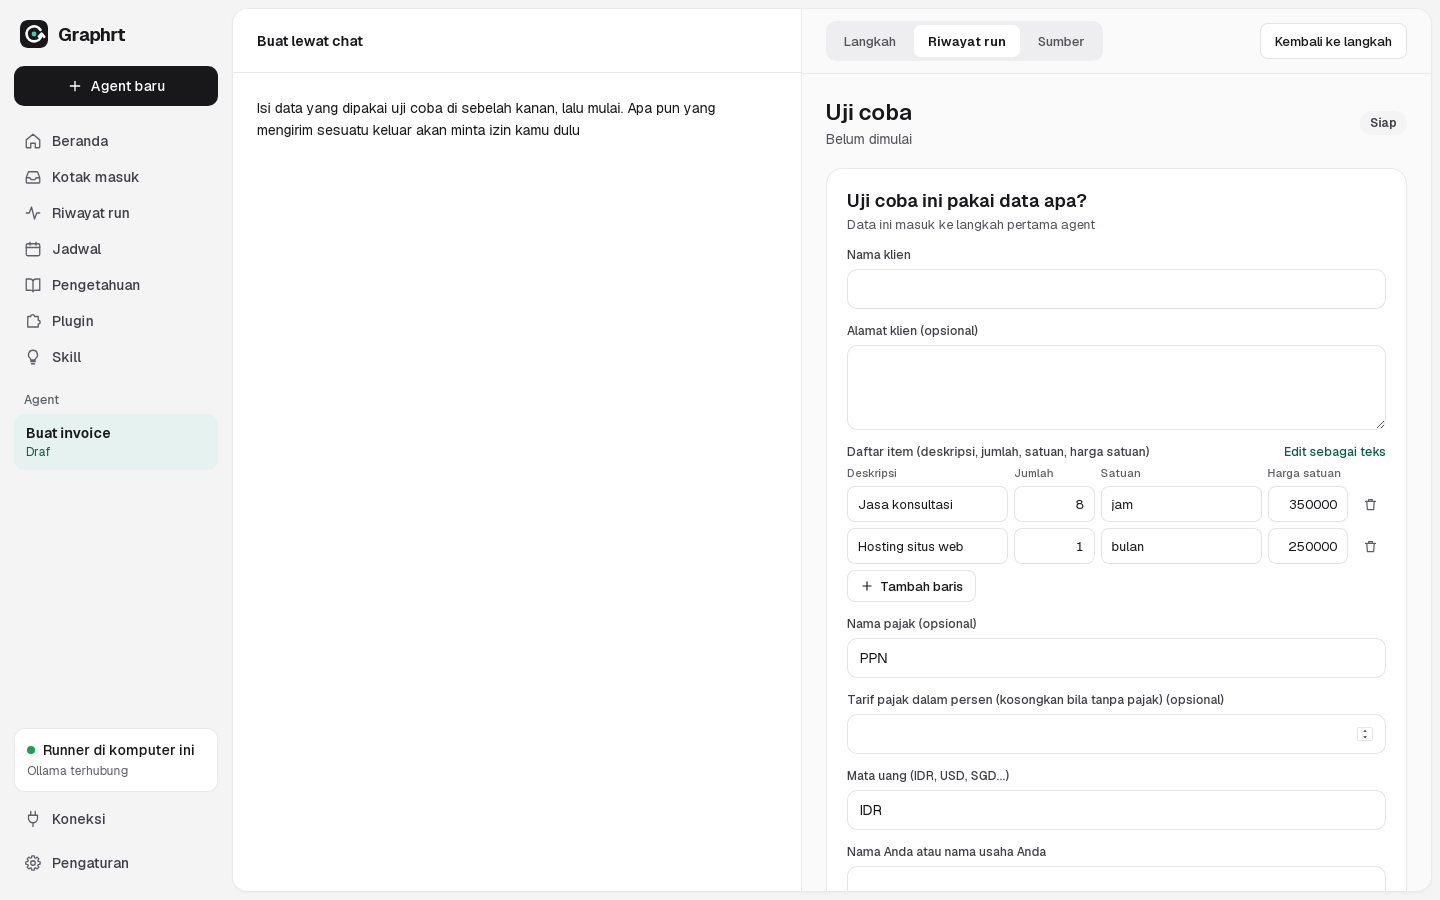 Graphrt
Agent baru
Beranda
Kotak masuk
Riwayat run
Jadwal
Pengetahuan
Plugin
Skill
Agent
Buat invoice
Draf
Runner di komputer ini
Ollama terhubung
Koneksi
Pengaturan
Buat lewat chat
Isi data yang dipakai uji coba di sebelah kanan, lalu mulai. Apa pun yang
mengirim sesuatu keluar akan minta izin kamu dulu
Langkah Riwayat run Sumber
Kembali ke langkah
Uji coba
Belum dimulai
Siap
Uji coba ini pakai data apa?
Data ini masuk ke langkah pertama agent
Nama klien
Alamat klien (opsional)
Daftar item (deskripsi, jumlah, satuan, harga satuan) Edit sebagai teks
Deskripsi Jumlah Satuan Harga satuan
Jasa konsultasi 8 jam 350000
Hosting situs web 1 bulan 250000
Tambah baris
Nama pajak (opsional)
PPN
Tarif pajak dalam persen (kosongkan bila tanpa pajak) (opsional)
Mata uang (IDR, USD, SGD...)
IDR
Nama Anda atau nama usaha Anda